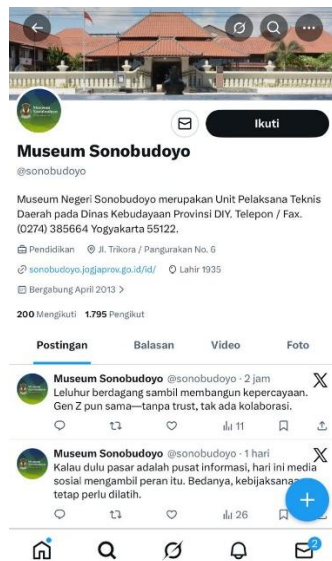 Museum Sonobudoyo
@sonobudoyo
Ikuti
Museum Negeri Sonobudoyo merupakan Unit Pelaksana Teknis
Daerah pada Dinas Kebudayaan Provinsi DIY. Telepon / Fax.
(0274) 385664 Yogyakarta 55122.
Pendidikan Jl. Trikora / Pangurakan No. 6
sonobudoyo.jogjaprov.go.id/id/ Lahir 1935
Bergabung April 2013 >
200 Mengikuti 1.795 Pengikut
Postingan Balasan Video Foto
Museum Sonobudoyo @sonobudoyo · 2 jam
Leluhur berdagang sambil membangun kepercayaan.
Gen Z pun sama—tanpa trust, tak ada kolaborasi.
11
Museum Sonobudoyo @sonobudoyo · 1 hari
Kalau dulu pasar adalah pusat informasi, hari ini media
sosial mengambil peran itu. Bedanya, kebijaksanaa
tetap perlu dilatih.
26
2